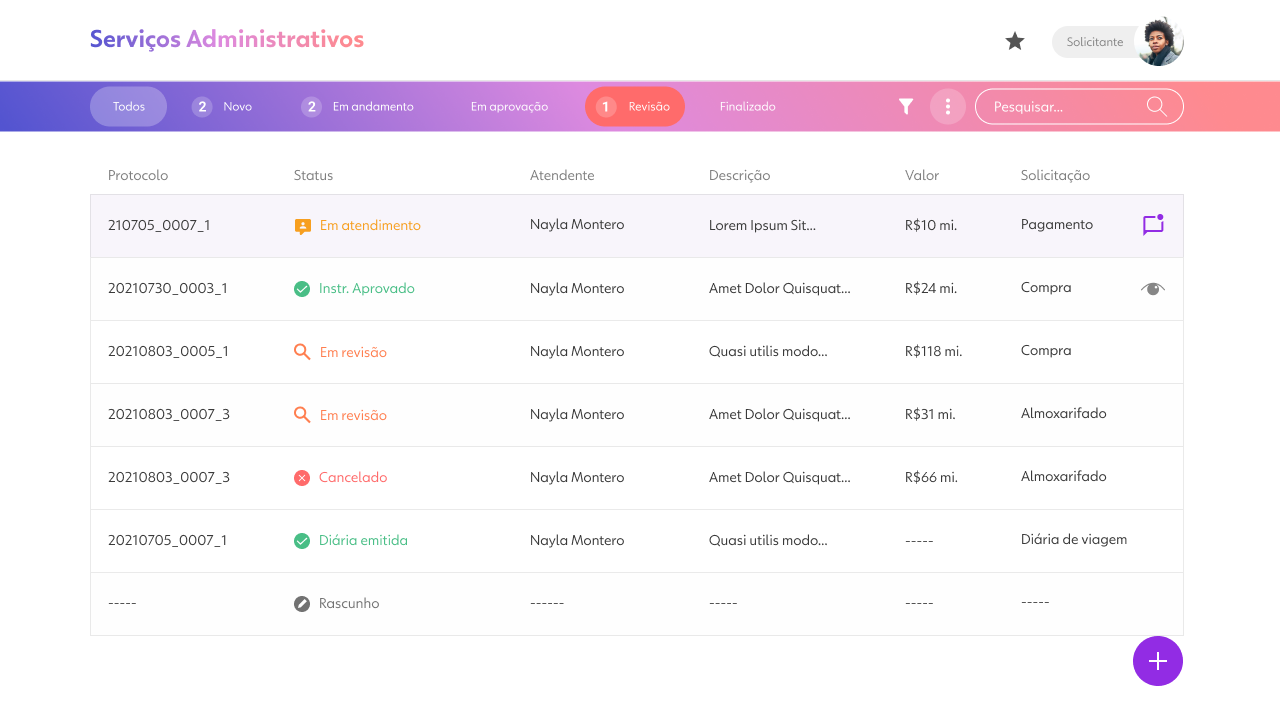 Serviços Administrativos
Solicitante
Todos 2 Novo 2 Em andamento Em aprovação 1 Revisão Finalizado Pesquisar...
Protocolo Status Atendente Descrição Valor Solicitação
210705_0007_1 Em atendimento Nayla Montero Lorem Ipsum Sit... R$10 mi. Pagamento
20210730_0003_1 Instr. Aprovado Nayla Montero Amet Dolor Quisquat... R$24 mi. Compra
20210803_0005_1 Em revisão Nayla Montero Quasi utilis modo... R$118 mi. Compra
20210803_0007_3 Em revisão Nayla Montero Amet Dolor Quisquat... R$31 mi. Almoxarifado
20210803_0007_3 Cancelado Nayla Montero Amet Dolor Quisquat... R$66 mi. Almoxarifado
20210705_0007_1 Diária emitida Nayla Montero Quasi utilis modo... ----- Diária de viagem
----- Rascunho ------ ----- ----- -----